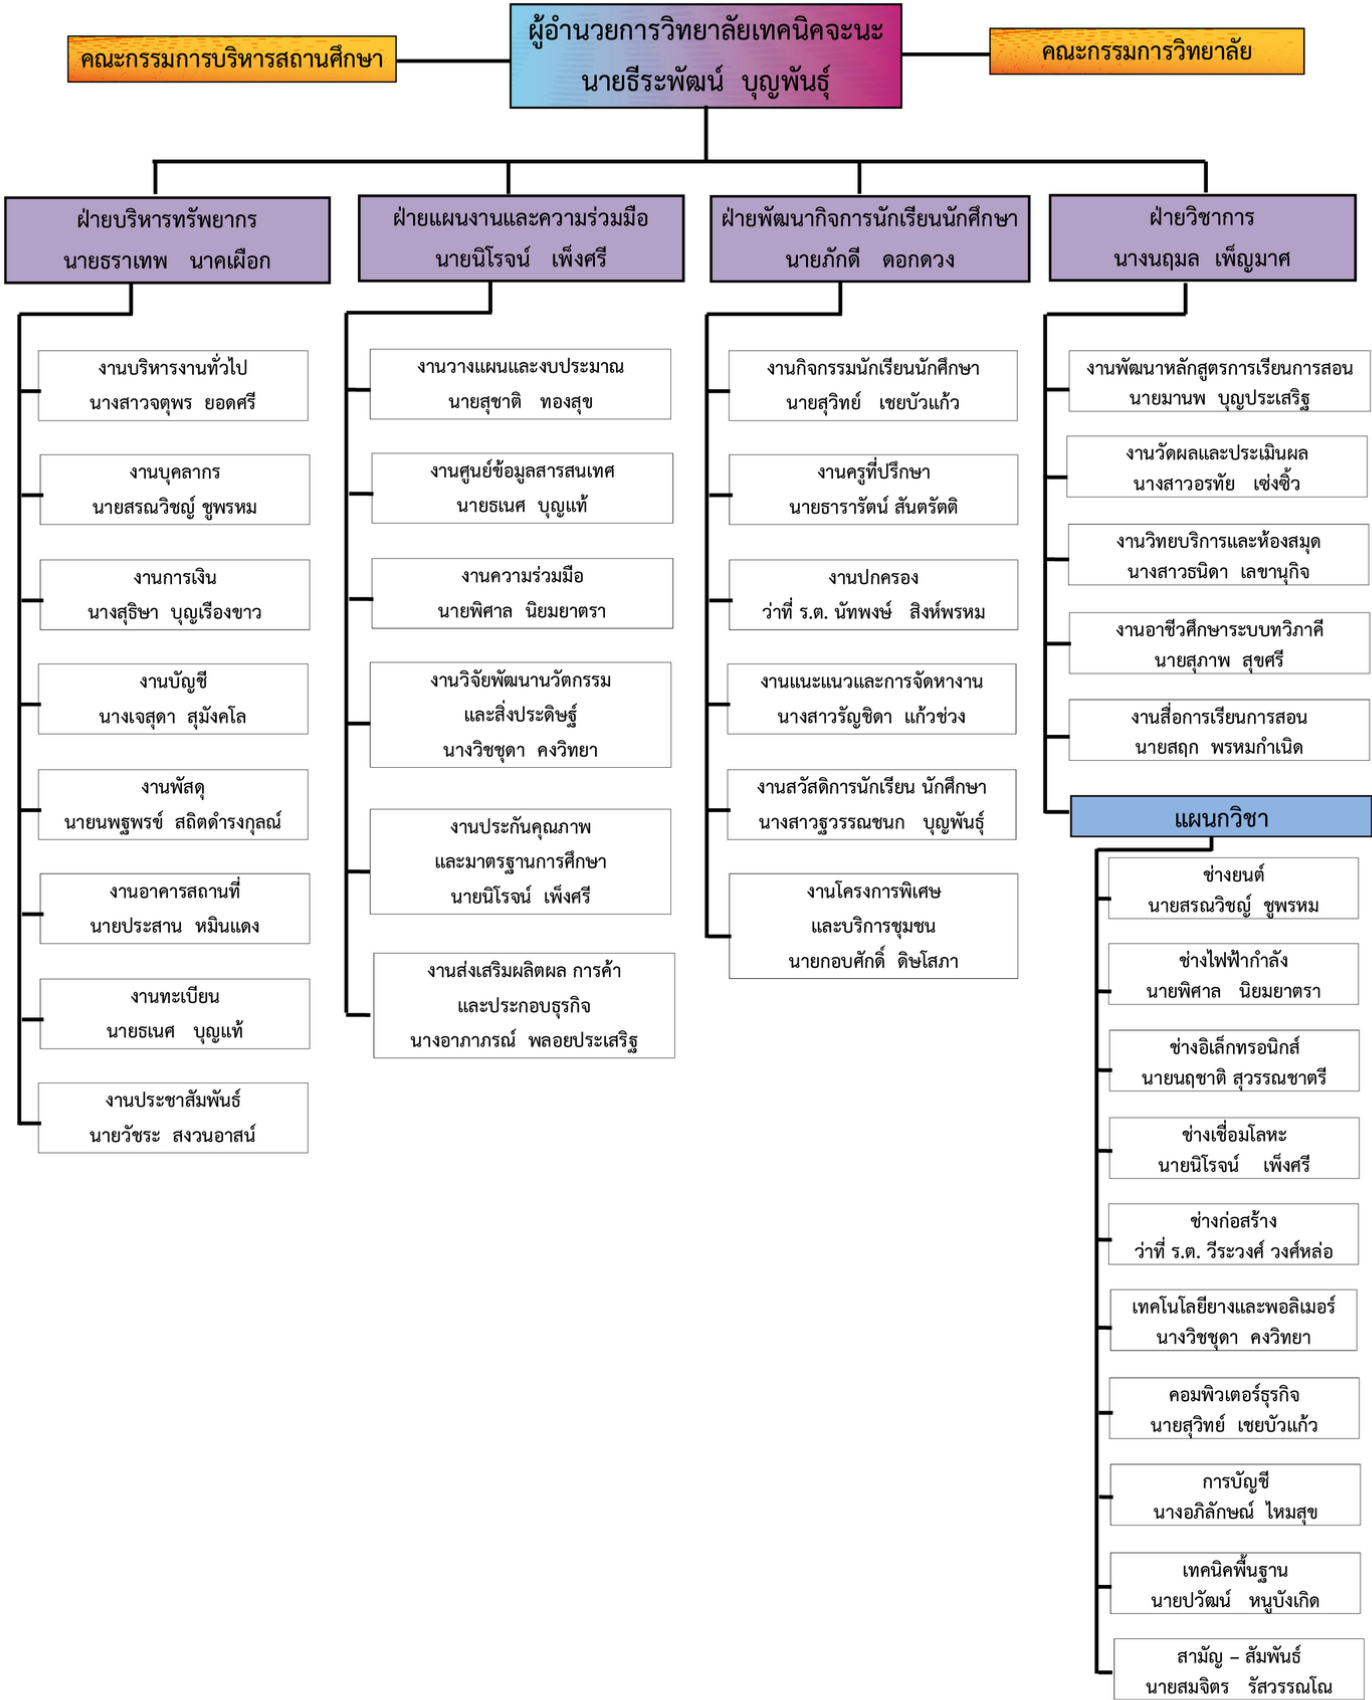 ผู้อำนวยการวิทยาลัยเทคนิคจะนะ
นายธีระพัฒน์ บุญพันธุ์
คณะกรรมการบริหารสถานศึกษา
คณะกรรมการวิทยาลัย
ฝ่ายบริหารทรัพยากร
นายธราเทพ นาคเผือก
งานบริหารงานทั่วไป
นางสาวจตุพร ยอดศรี
งานบุคลากร
นายสรณวิชญ์ ชูพรหม
งานการเงิน
นางสุธิษา บุญเรืองขาว
งานบัญชี
นางเจสุดา สุมังคโล
งานพัสดุ
นายนพฐพรข์ สถิตดำรงกุลณ์
งานอาคารสถานที่
นายประสาน หมินแดง
งานทะเบียน
นายธเนศ บุญแท้
งานประชาสัมพันธ์
นายวัชระ สงวนอาสน์
ฝ่ายแผนงานและความร่วมมือ
นายนิโรจน์ เพ็งศรี
งานวางแผนและงบประมาณ
นายสุชาติ ทองสุข
งานศูนย์ข้อมูลสารสนเทศ
นายธเนศ บุญแท้
งานความร่วมมือ
นายพิศาล นิยมยาตรา
งานวิจัยพัฒนานวัตกรรม
และสิ่งประดิษฐ์
นางวิชชุดา คงวิทยา
งานประกันคุณภาพ
และมาตรฐานการศึกษา
นายนิโรจน์ เพ็งศรี
งานส่งเสริมผลิตผล การค้า
และประกอบธุรกิจ
นางอาภาภรณ์ พลอยประเสริฐ
ฝ่ายพัฒนากิจการนักเรียนนักศึกษา
นายภักดี ดอกดวง
งานกิจกรรมนักเรียนนักศึกษา
นายสุวิทย์ เชยบัวแก้ว
งานครูที่ปรึกษา
นายธารารัตน์ สันตรัตติ
งานปกครอง
ว่าที่ ร.ต. นัทพงษ์ สิงห์พรหม
งานแนะแนวและการจัดหางาน
นางสาวรัญชิดา แก้วช่วง
งานสวัสดิการนักเรียน นักศึกษา
นางสาวฐวรรณชนก บุญพันธุ์
งานโครงการพิเศษ
และบริการชุมชน
นายกอบศักดิ์ ดิษโสภา
ฝ่ายวิชาการ
นางนฤมล เพ็ญมาศ
งานพัฒนาหลักสูตรการเรียนการสอน
นายมานพ บุญประเสริฐ
งานวัดผลและประเมินผล
นางสาวอรทัย เซ่งซิ้ว
งานวิทยบริการและห้องสมุด
นางสาวธนิดา เลขานุกิจ
งานอาชีวศึกษาระบบทวิภาคี
นายสุภาพ สุขศรี
งานสื่อการเรียนการสอน
นายสฤก พรหมกำเนิด
แผนกวิชา
ช่างยนต์
นายสรณวิชญ์ ชูพรหม
ช่างไฟฟ้ากำลัง
นายพิศาล นิยมยาตรา
ช่างอิเล็กทรอนิกส์
นายนฤชาติ สุวรรณชาตรี
ช่างเชื่อมโลหะ
นายนิโรจน์ เพ็งศรี
ช่างก่อสร้าง
ว่าที่ ร.ต. วีระวงศ์ วงศ์หล่อ
เทคโนโลยียางและพอลิเมอร์
นางวิชชุดา คงวิทยา
คอมพิวเตอร์ธุรกิจ
นายสุวิทย์ เชยบัวแก้ว
การบัญชี
นางอภิลักษณ์ ไหมสุข
เทคนิคพื้นฐาน
นายปวัฒน์ หนูบังเกิด
สามัญ – สัมพันธ์
นายสมจิตร รัสวรรณโณ